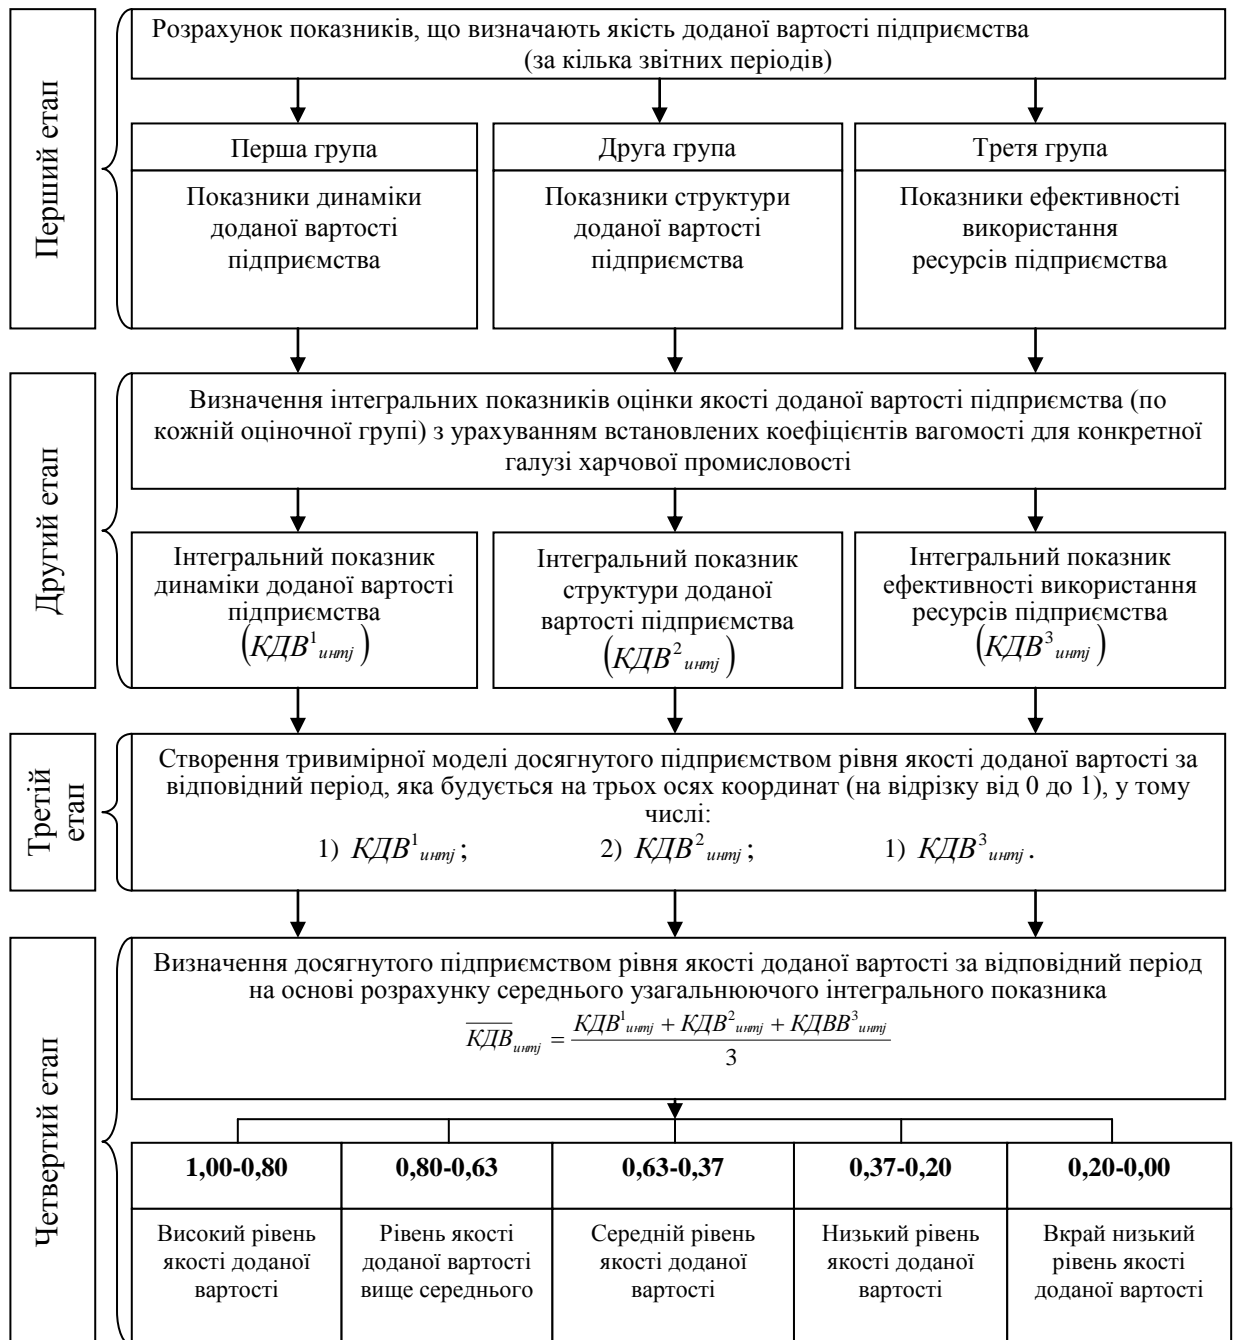 Перший етап
Розрахунок показників, що визначають якість доданої вартості підприємства
(за кілька звітних періодів)
Перша група
Показники динаміки
доданої вартості
підприємства
Друга група
Показники структури
доданої вартості
підприємства
Третя група
Показники ефективності
використання
ресурсів підприємства
Другий етап
Визначення інтегральних показників оцінки якості доданої вартості підприємства (по
кожній оціночної групі) з урахуванням встановлених коефіцієнтів вагомості для конкретної
галузі харчової промисловості
Інтегральний показник
динаміки доданої вартості
підприємства
(КДВ¹интj)
Інтегральний показник
структури доданої
вартості підприємства
(КДВ²интj)
Інтегральний показник
ефективності використання
ресурсів підприємства
(КДВ³интj)
Третій
етап
Створення тривимірної моделі досягнутого підприємством рівня якості доданої вартості за
відповідний період, яка будується на трьох осях координат (на відрізку від 0 до 1), у тому
числі:
1) КДВ¹интj; 2) КДВ²интj; 1) КДВ³интj.
Четвертий етап
Визначення досягнутого підприємством рівня якості доданої вартості за відповідний період
на основі розрахунку середнього узагальнюючого інтегрального показника
К̅Д̅В̅интj = (КДВ¹интj + КДВ²интj + КДВВ³интj) / 3
1,00-0,80
Високий рівень
якості доданої
вартості
0,80-0,63
Рівень якості
доданої вартості
вище середнього
0,63-0,37
Середній рівень
якості доданої
вартості
0,37-0,20
Низький рівень
якості доданої
вартості
0,20-0,00
Вкрай низький
рівень якості
доданої вартості